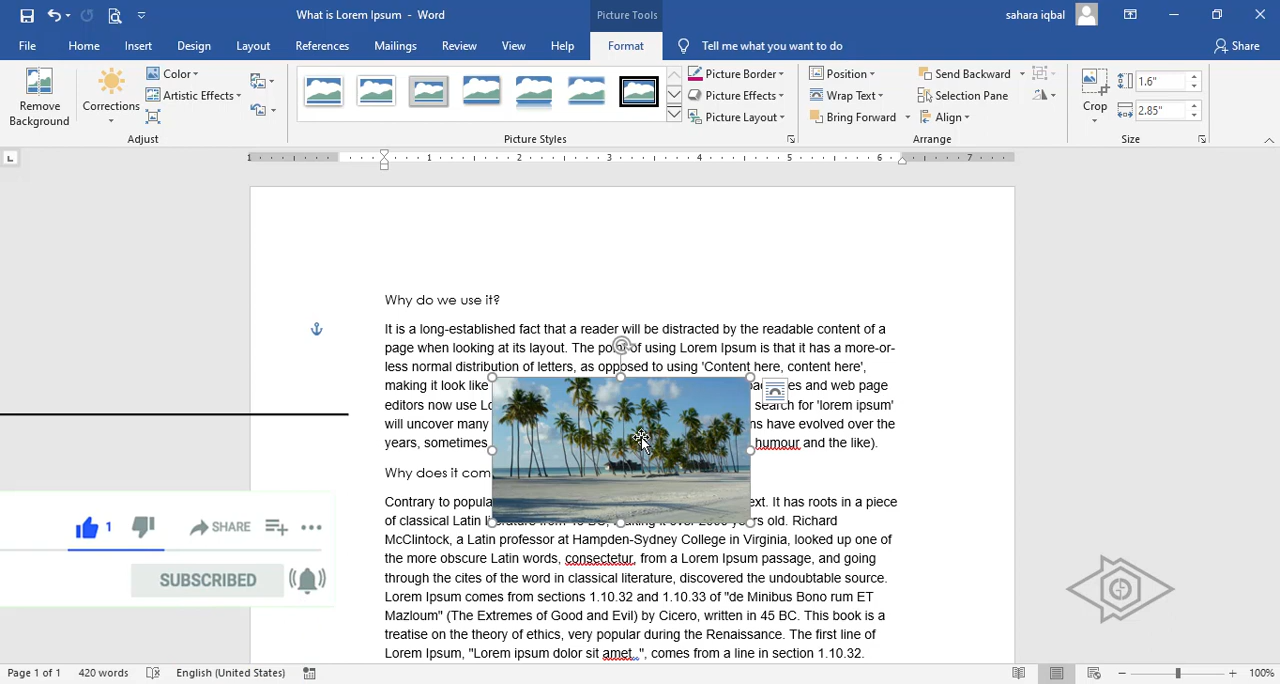 What is Lorem Ipsum - Word
Picture Tools
sahara iqbal
File
Home
Insert
Design
Layout
References
Mailings
Review
View
Help
Format
Tell me what you want to do
Share
Remove
Background
Corrections
Color
Artistic Effects
Adjust
Picture Styles
Picture Border
Picture Effects
Picture Layout
Position
Wrap Text
Bring Forward
Send Backward
Selection Pane
Align
Arrange
Crop
1.6"
2.85"
Size
1 1 2 3 4 5 6 7
Why do we use it?
It is a long-established fact that a reader will be distracted by the readable content of a
page when looking at its layout. The point of using Lorem Ipsum is that it has a more-or-
less normal distribution of letters, as opposed to using 'Content here, content here',
making it look like and web page
editors now use search for 'lorem ipsum'
will uncover many have evolved over the
years, sometimes humour and the like).
Why does it
Contrary to It has roots in a piece
of classical Latin old. Richard
McClintock, a Latin professor at Hampden-Sydney College in Virginia, looked up one of
the more obscure Latin words, consectetur, from a Lorem Ipsum passage, and going
through the cites of the word in classical literature, discovered the undoubtable source.
Lorem Ipsum comes from sections 1.10.32 and 1.10.33 of "de Minibus Bono rum ET
Mazloum" (The Extremes of Good and Evil) by Cicero, written in 45 BC. This book is a
treatise on the theory of ethics, very popular during the Renaissance. The first line of
Lorem Ipsum, "Lorem ipsum dolor sit amet..", comes from a line in section 1.10.32.
1
SHARE
SUBSCRIBED
Page 1 of 1
420 words
English (United States)
100%